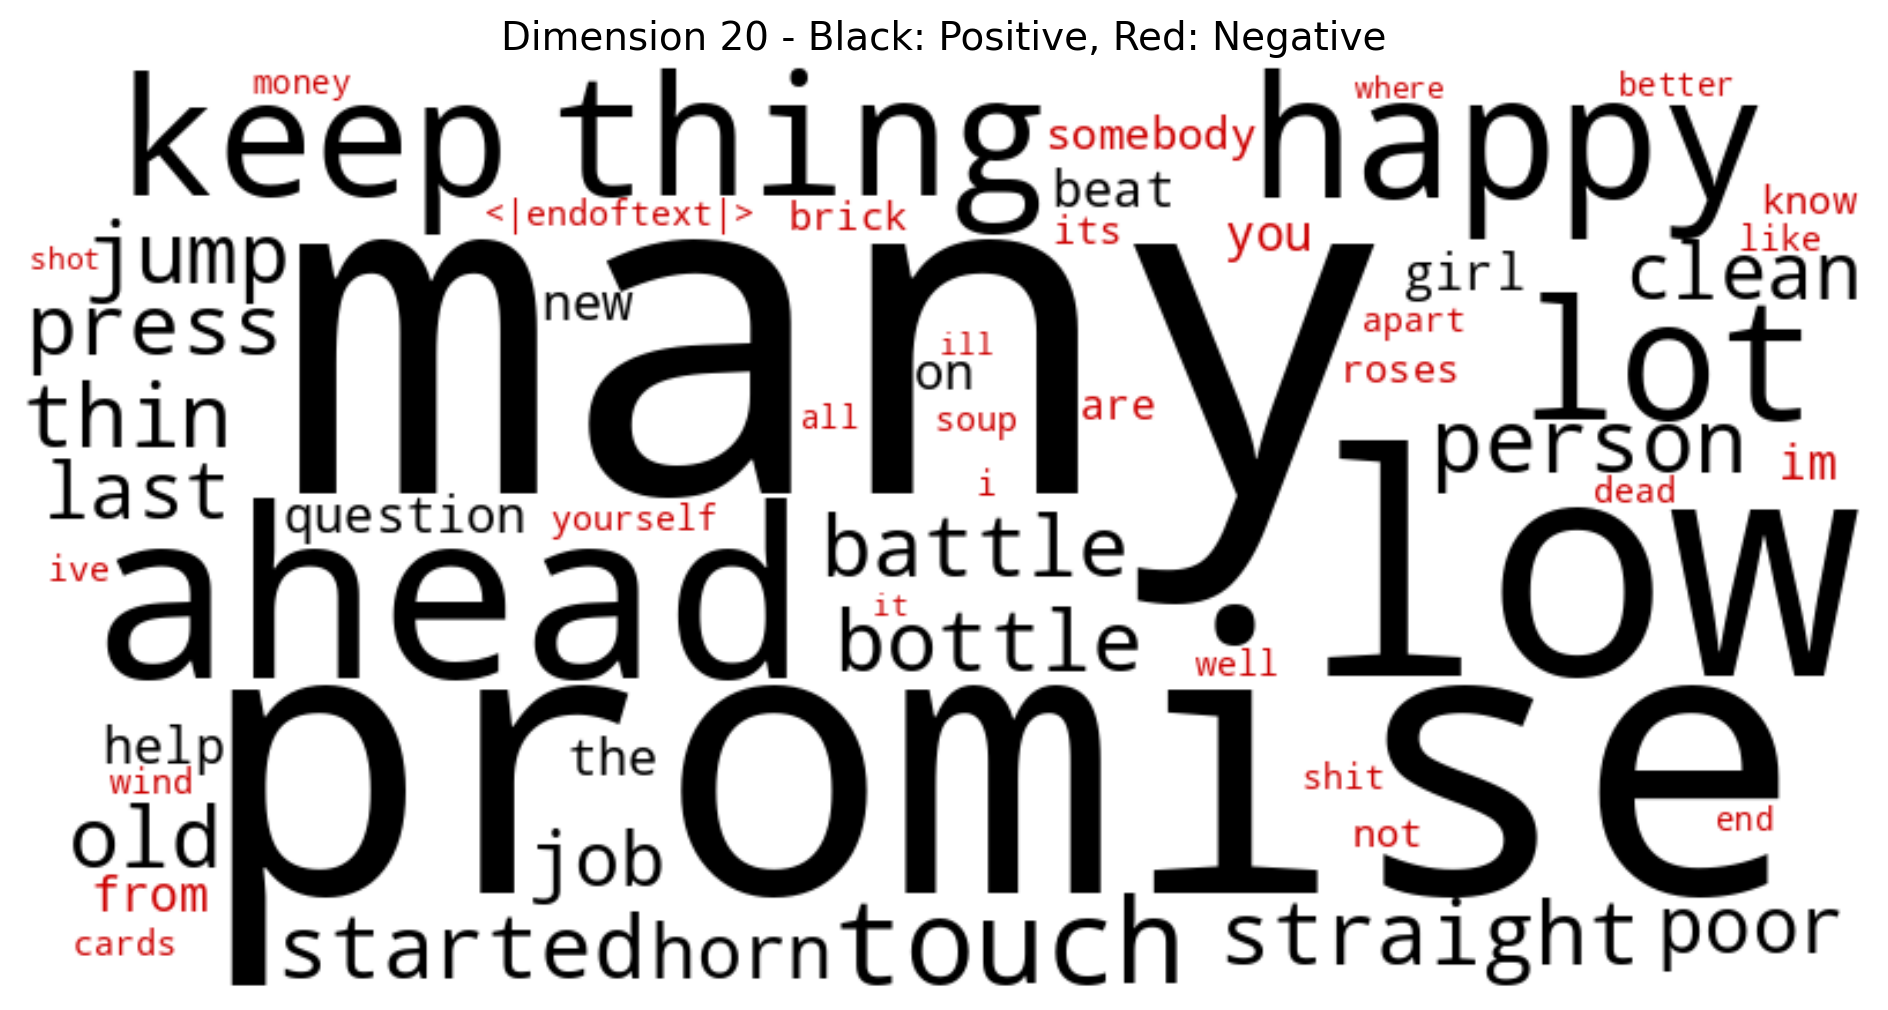 Dimension 20 - Black: Positive, Red: Negative
keep money thing somebody happy where better
beat know
<|endoftext|> brick its you like
shot jump many new girl clean
press ill on apart lot
thin all soup are roses
last i person im
question yourself dead
ive ahead battle low
it bottle well
help promise the shit
wind not end
old job
from
cards started horn touch straight poor